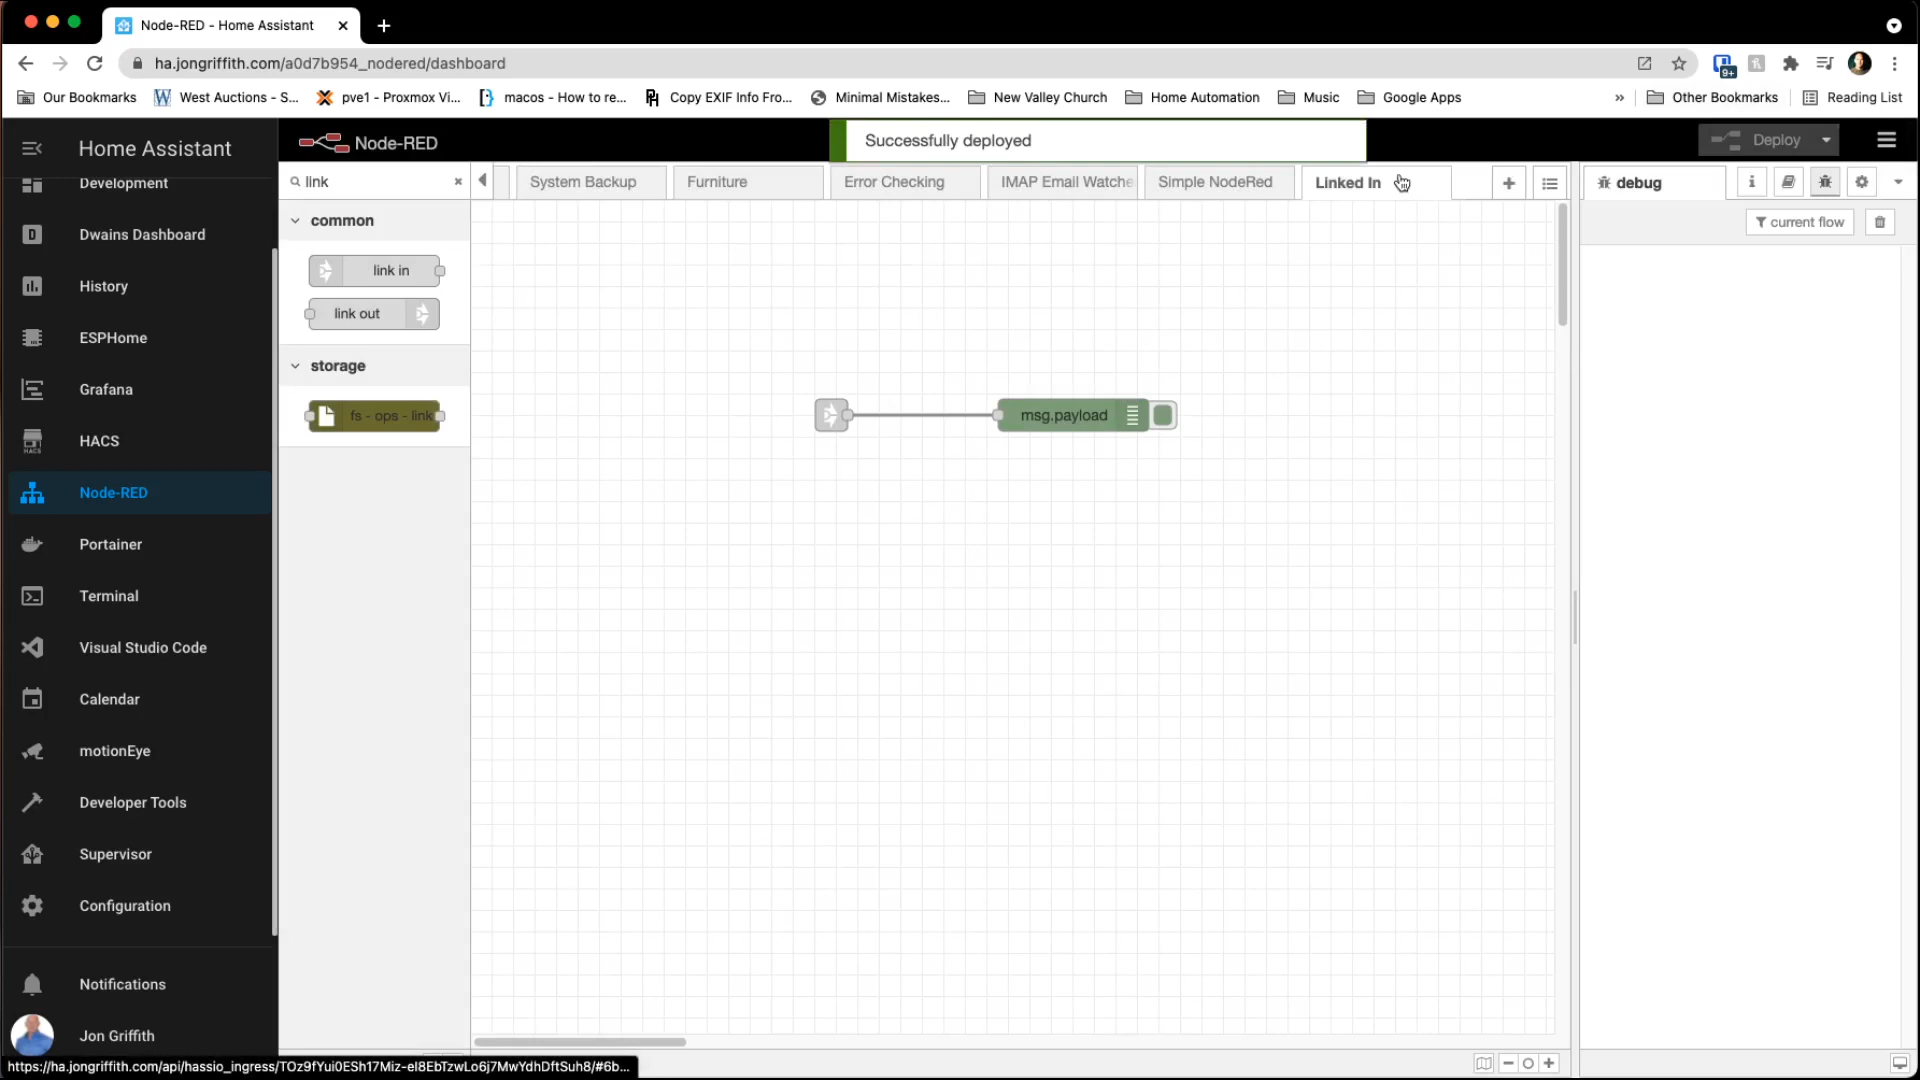 Node-RED - Home Assistant
ha.jongriffith.com/a0d7b954_nodered/dashboard
9+
Our Bookmarks
West Auctions - S...
pve1 - Proxmox Vi...
macos - How to re...
Copy EXIF Info Fro...
Minimal Mistakes...
New Valley Church
Home Automation
Music
Google Apps
»
Other Bookmarks
Reading List
Home Assistant
Development
Dwains Dashboard
History
ESPHome
Grafana
HACS
Node-RED
Portainer
Terminal
Visual Studio Code
Calendar
motionEye
Developer Tools
Supervisor
Configuration
Notifications
Jon Griffith
Node-RED
Successfully deployed
Deploy
link
common
link in
link out
storage
fs - ops - link
System Backup
Furniture
Error Checking
IMAP Email Watche
Simple NodeRed
Linked In
msg.payload
debug
current flow
https://ha.jongriffith.com/api/hassio_ingress/TOz9fYui0ESh17Miz-eI8EbTzwLo6j7MwYdhDftSuh8/#6b...